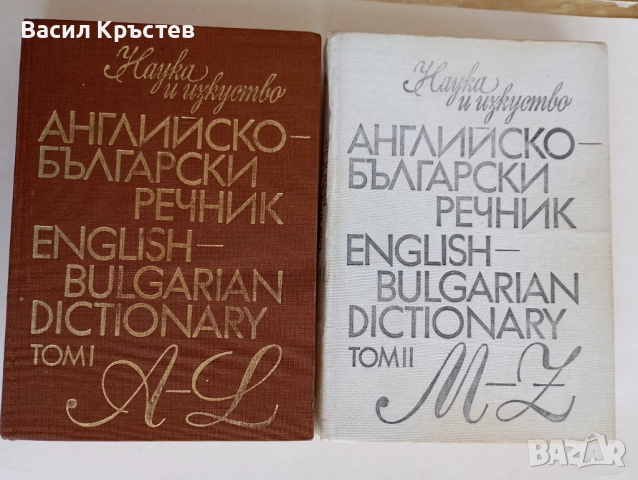 Васил Кръстев
Наука
и изкуство
АНГЛИЙСКО–
БЪЛГАРСКИ
РЕЧНИК
ENGLISH–
BULGARIAN
DICTIONARY
ТОМ I A–L
Наука
и изкуство
АНГЛИЙСКО–
БЪЛГАРСКИ
РЕЧНИК
ENGLISH–
BULGARIAN
DICTIONARY
ТОМ II M–Z
BAZAR